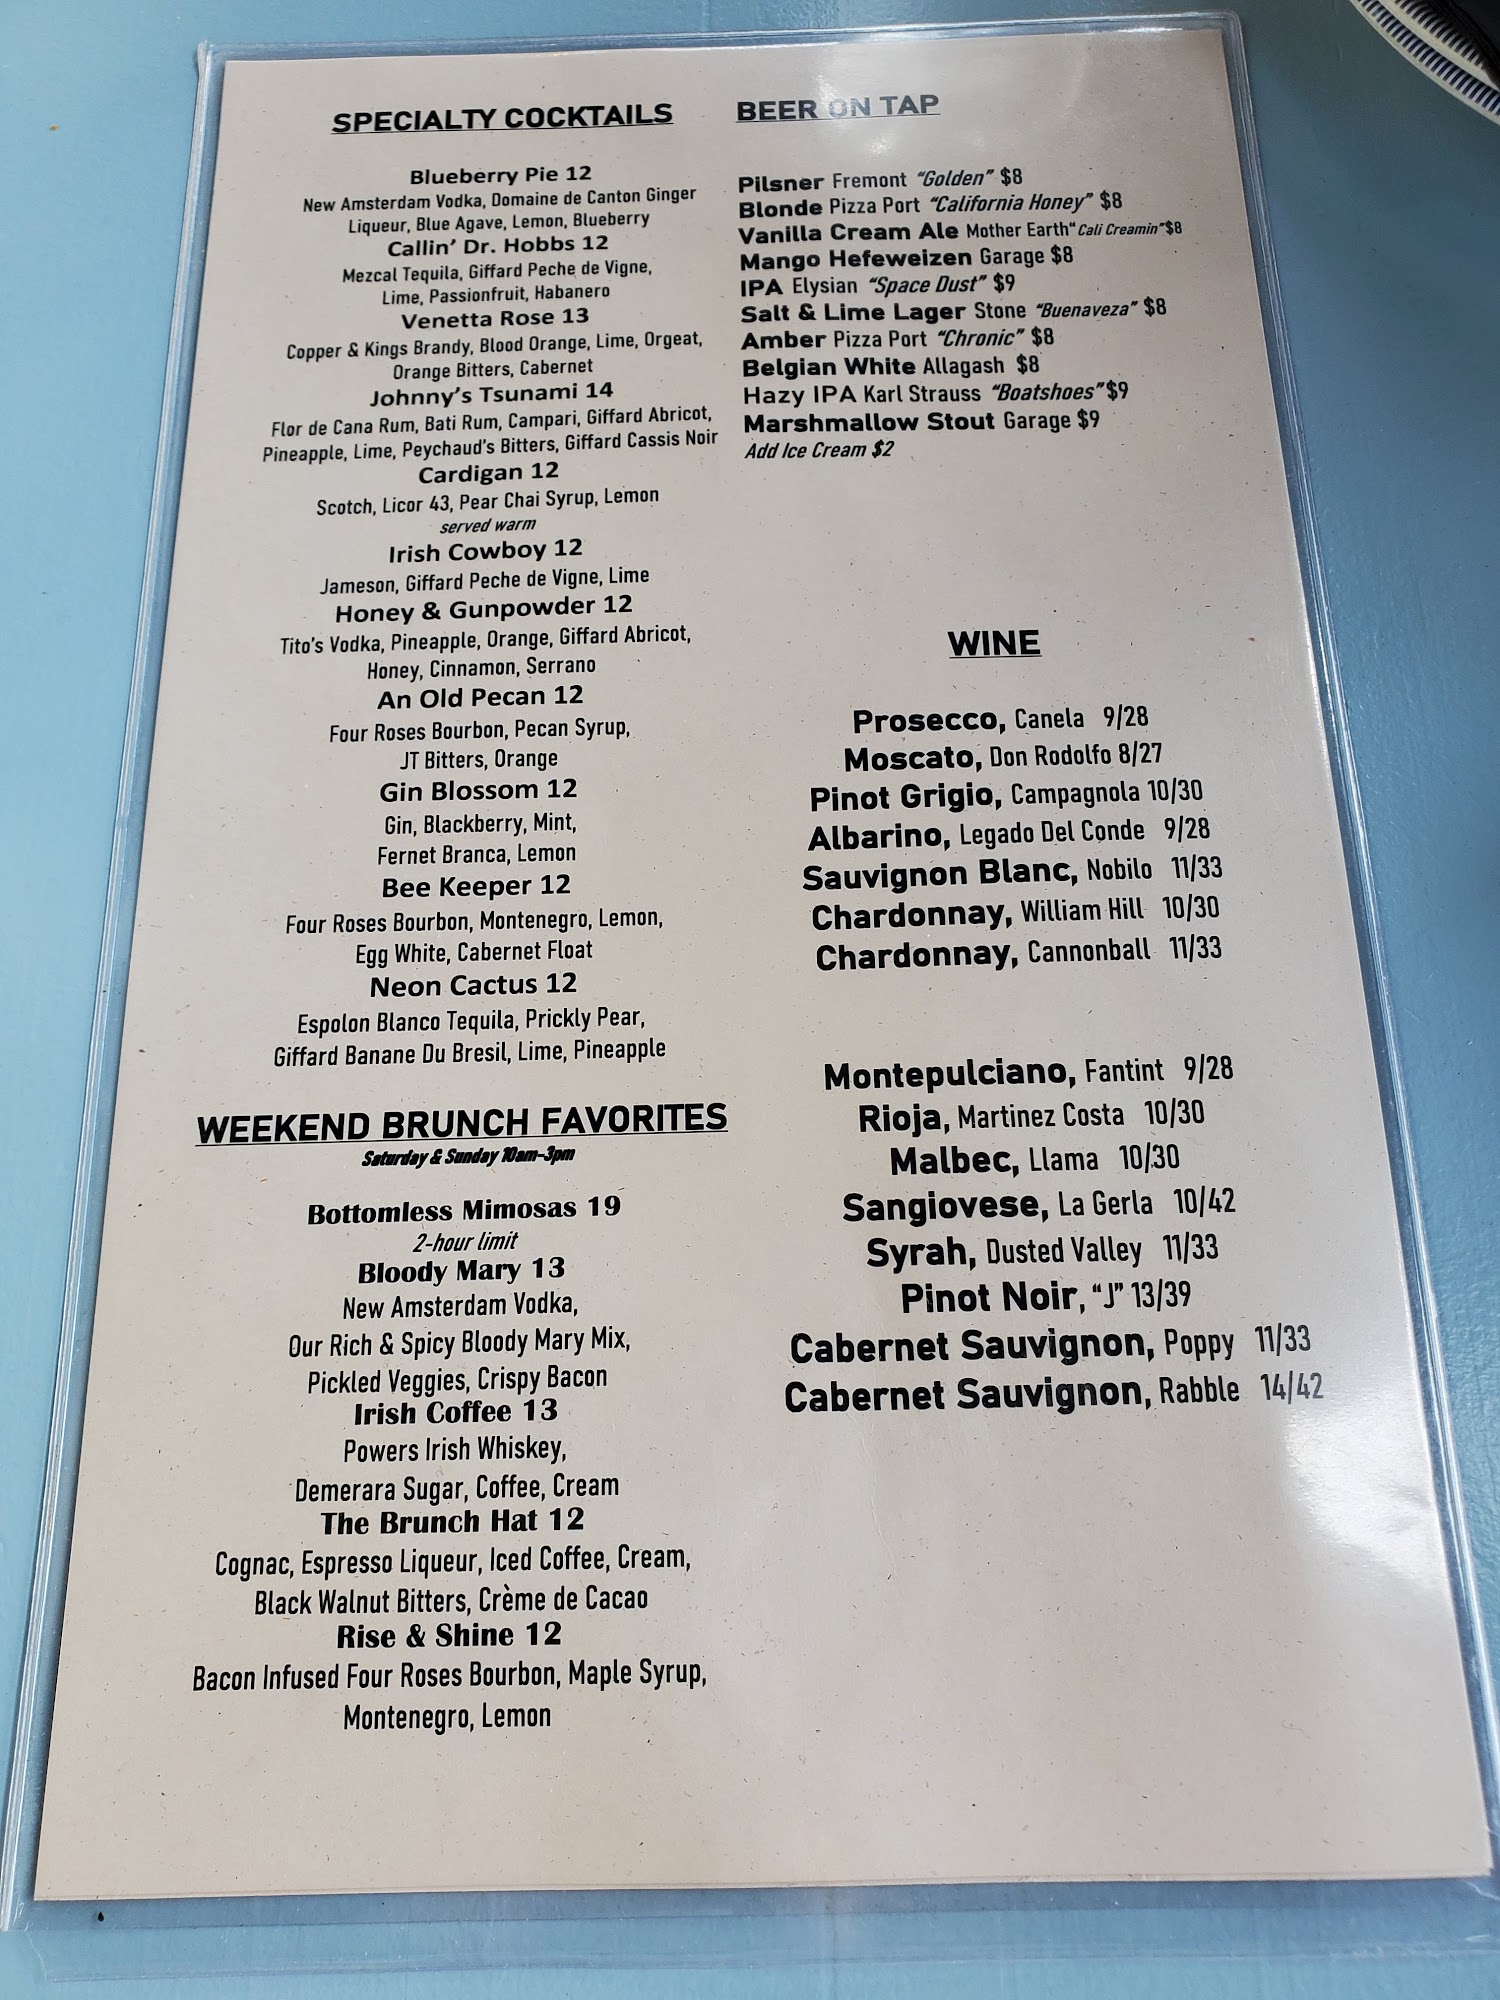 SPECIALTY COCKTAILS
Blueberry Pie 12
New Amsterdam Vodka, Domaine de Canton Ginger
Liqueur, Blue Agave, Lemon, Blueberry
Callin’ Dr. Hobbs 12
Mezcal Tequila, Giffard Peche de Vigne,
Lime, Passionfruit, Habanero
Venetta Rose 13
Copper & Kings Brandy, Blood Orange, Lime, Orgeat,
Orange Bitters, Cabernet
Johnny’s Tsunami 14
Flor de Cana Rum, Bati Rum, Campari, Giffard Abricot,
Pineapple, Lime, Peychaud’s Bitters, Giffard Cassis Noir
Cardigan 12
Scotch, Licor 43, Pear Chai Syrup, Lemon
served warm
Irish Cowboy 12
Jameson, Giffard Peche de Vigne, Lime
Honey & Gunpowder 12
Tito’s Vodka, Pineapple, Orange, Giffard Abricot,
Honey, Cinnamon, Serrano
An Old Pecan 12
Four Roses Bourbon, Pecan Syrup,
JT Bitters, Orange
Gin Blossom 12
Gin, Blackberry, Mint,
Fernet Branca, Lemon
Bee Keeper 12
Four Roses Bourbon, Montenegro, Lemon,
Egg White, Cabernet Float
Neon Cactus 12
Espolon Blanco Tequila, Prickly Pear,
Giffard Banane Du Bresil, Lime, Pineapple
WEEKEND BRUNCH FAVORITES
Saturday & Sunday 10am-3pm
Bottomless Mimosas 19
2-hour limit
Bloody Mary 13
New Amsterdam Vodka,
Our Rich & Spicy Bloody Mary Mix,
Pickled Veggies, Crispy Bacon
Irish Coffee 13
Powers Irish Whiskey,
Demerara Sugar, Coffee, Cream
The Brunch Hat 12
Cognac, Espresso Liqueur, Iced Coffee, Cream,
Black Walnut Bitters, Crème de Cacao
Rise & Shine 12
Bacon Infused Four Roses Bourbon, Maple Syrup,
Montenegro, Lemon
BEER ON TAP
Pilsner Fremont “Golden” $8
Blonde Pizza Port “California Honey” $8
Vanilla Cream Ale Mother Earth“Cali Creamin”$8
Mango Hefeweizen Garage $8
IPA Elysian “Space Dust” $9
Salt & Lime Lager Stone “Buenaveza” $8
Amber Pizza Port “Chronic” $8
Belgian White Allagash $8
Hazy IPA Karl Strauss “Boatshoes”$9
Marshmallow Stout Garage $9
Add Ice Cream $2
WINE
Prosecco, Canela 9/28
Moscato, Don Rodolfo 8/27
Pinot Grigio, Campagnola 10/30
Albarino, Legado Del Conde 9/28
Sauvignon Blanc, Nobilo 11/33
Chardonnay, William Hill 10/30
Chardonnay, Cannonball 11/33
Montepulciano, Fantint 9/28
Rioja, Martinez Costa 10/30
Malbec, Llama 10/30
Sangiovese, La Gerla 10/42
Syrah, Dusted Valley 11/33
Pinot Noir, “J” 13/39
Cabernet Sauvignon, Poppy 11/33
Cabernet Sauvignon, Rabble 14/42